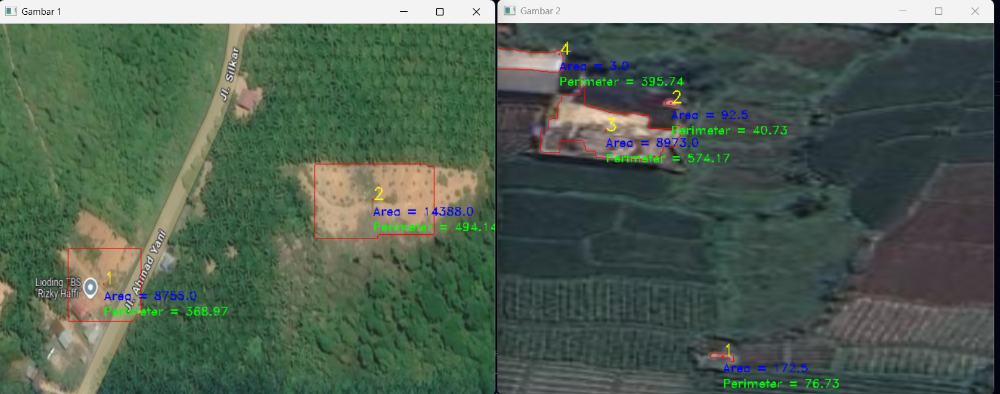 Gambar 1
Jl. Silkar
2
Area = 14388.0
Perimeter = 494.14
Jl. Ahmad Yani
1
Lioding TBS
"Rizky Haffi"
Area = 8755.0
Perimeter = 368.97
Gambar 2
4
Area = 3.0
Perimeter = 395.74
2
Area = 92.5
Perimeter = 40.73
3
Area = 8973.0
Perimeter = 574.17
1
Area = 172.5
Perimeter = 76.73